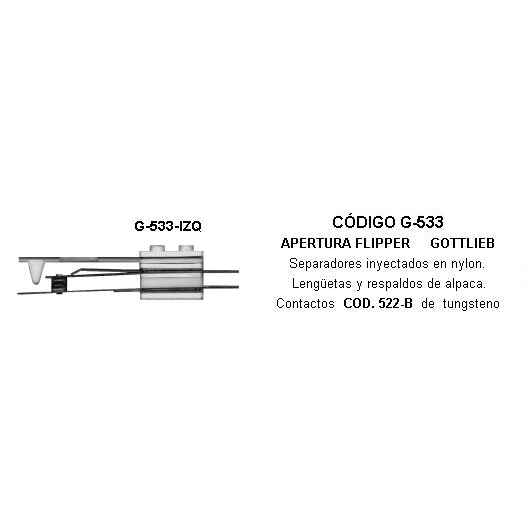 G-533-IZQ
CÓDIGO G-533
APERTURA FLIPPER GOTTLIEB
Separadores inyectados en nylon.
Lengüetas y respaldos de alpaca.
Contactos COD. 522-B de tungsteno